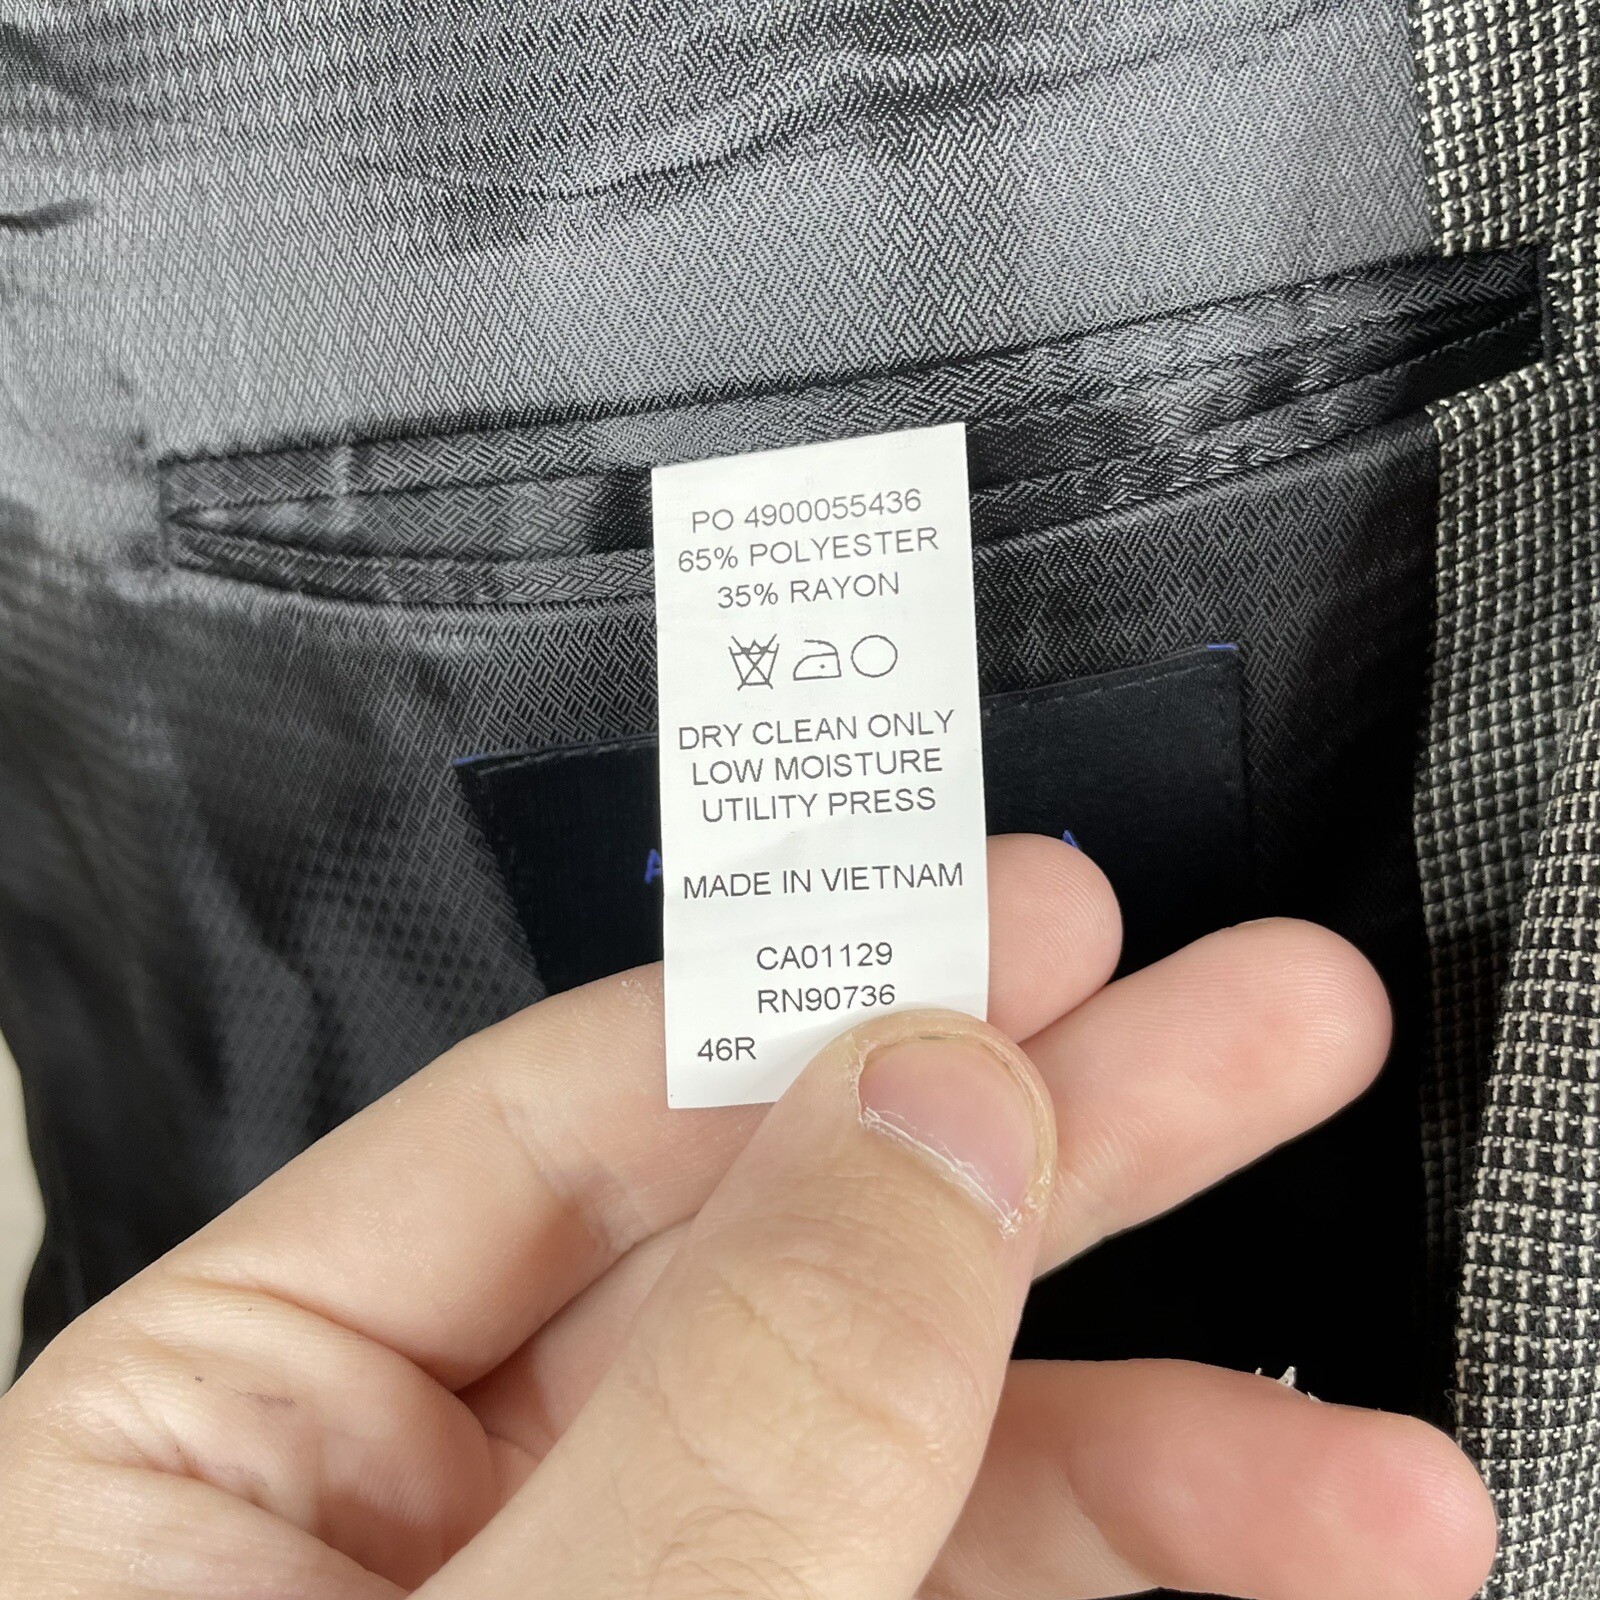 PO 4900055436
65% POLYESTER
35% RAYON
DRY CLEAN ONLY
LOW MOISTURE
UTILITY PRESS
MADE IN VIETNAM
CA01129
RN90736
46R